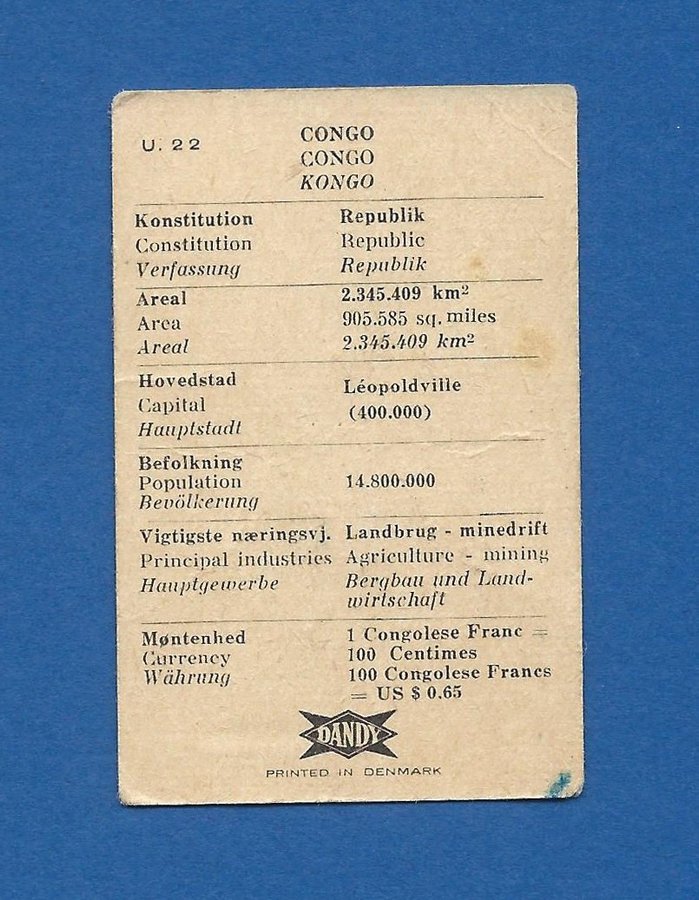 U. 22
CONGO
CONGO
KONGO
Konstitution Republik
Constitution Republic
Verfassung Republik
Areal 2.345.409 km²
Area 905.585 sq. miles
Areal 2.345.409 km²
Hovedstad Léopoldville
Capital (400.000)
Hauptstadt
Befolkning
Population 14.800.000
Bevölkerung
Vigtigste næringsvj. Landbrug - minedrift
Principal industries Agriculture - mining
Hauptgewerbe Bergbau und Land-
wirtschaft
Møntenhed 1 Congolese Franc =
Currency 100 Centimes
Währung 100 Congolese Francs
= US $ 0.65
DANDY
PRINTED IN DENMARK